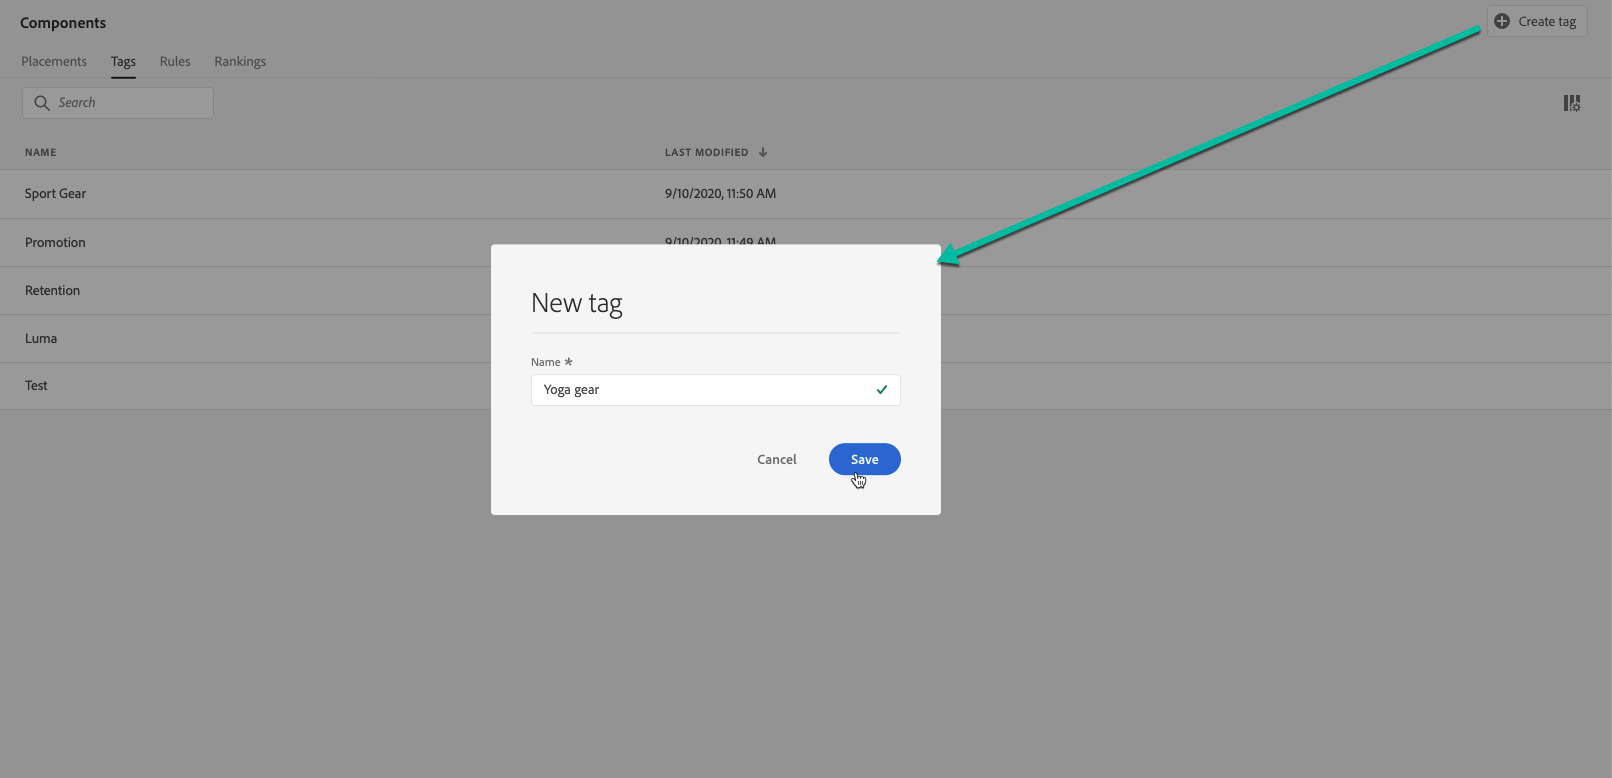 Components
Create tag
Placements Tags Rules Rankings
Search
NAME LAST MODIFIED
Sport Gear 9/10/2020, 11:50 AM
Promotion 9/10/2020, 11:49 AM
Retention
Luma
Test
New tag
Name *
Yoga gear
Cancel Save